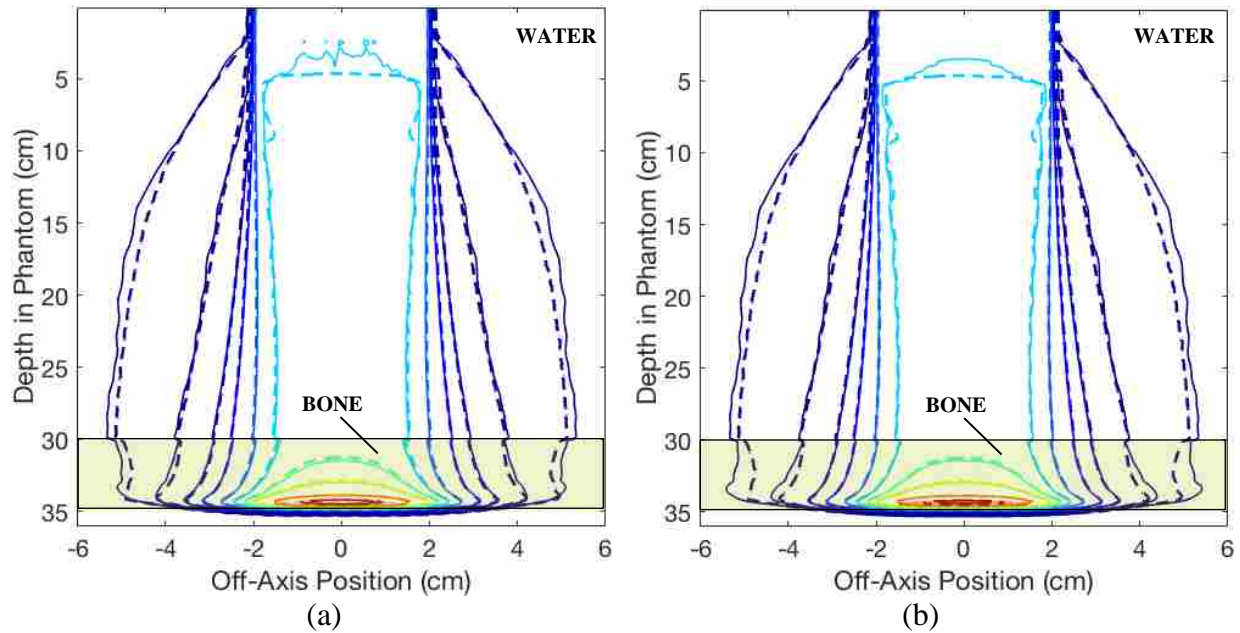 WATER
BONE
Depth in Phantom (cm)
5
10
15
20
25
30
35
-6
-4
-2
0
2
4
6
Off-Axis Position (cm)
(a)
WATER
BONE
Depth in Phantom (cm)
5
10
15
20
25
30
35
-6
-4
-2
0
2
4
6
Off-Axis Position (cm)
(b)